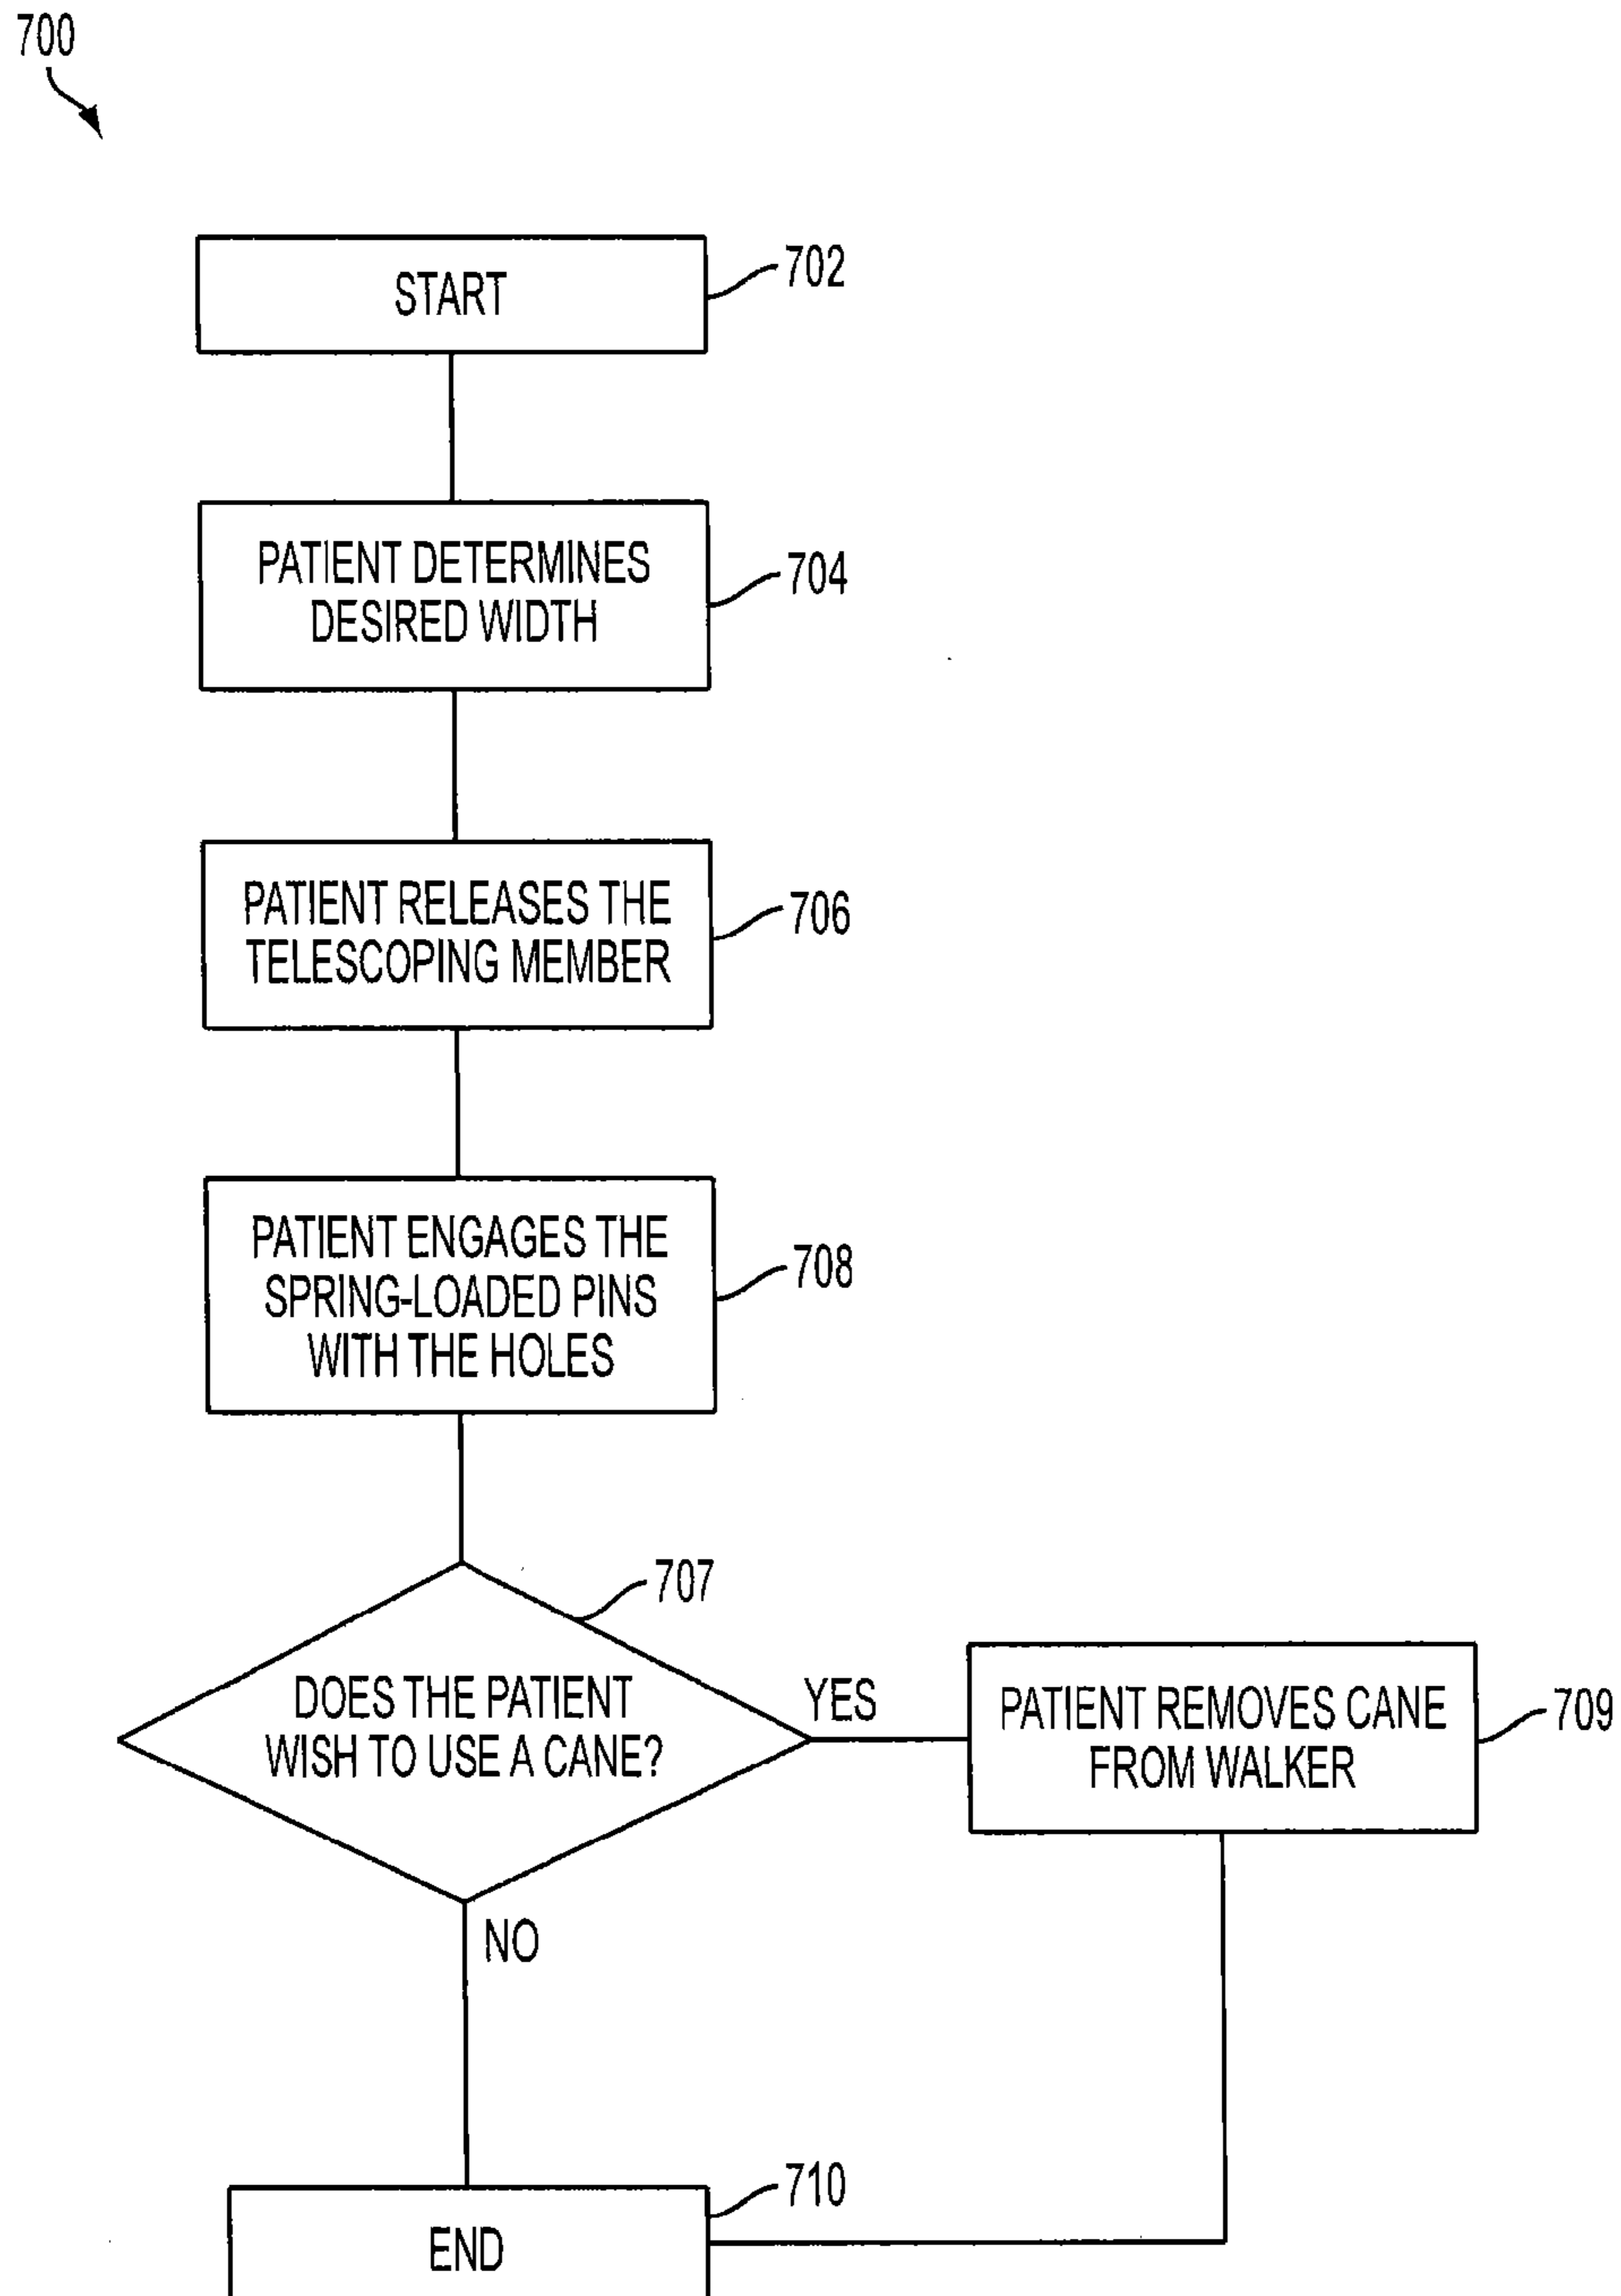 700
START
702
PATIENT DETERMINES
DESIRED WIDTH
704
PATIENT RELEASES THE
TELESCOPING MEMBER
706
PATIENT ENGAGES THE
SPRING-LOADED PINS
WITH THE HOLES
708
707
DOES THE PATIENT
WISH TO USE A CANE?
YES
PATIENT REMOVES CANE
FROM WALKER
709
NO
710
END